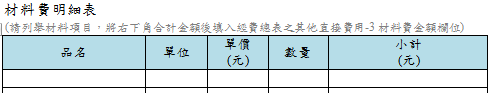 材料費明細表
(請列舉材料項目，將右下角合計金額後填入經費總表之其他直接費用-3 材料費金額欄位)
品名 單位 單價 數量 小計
(元) (元)